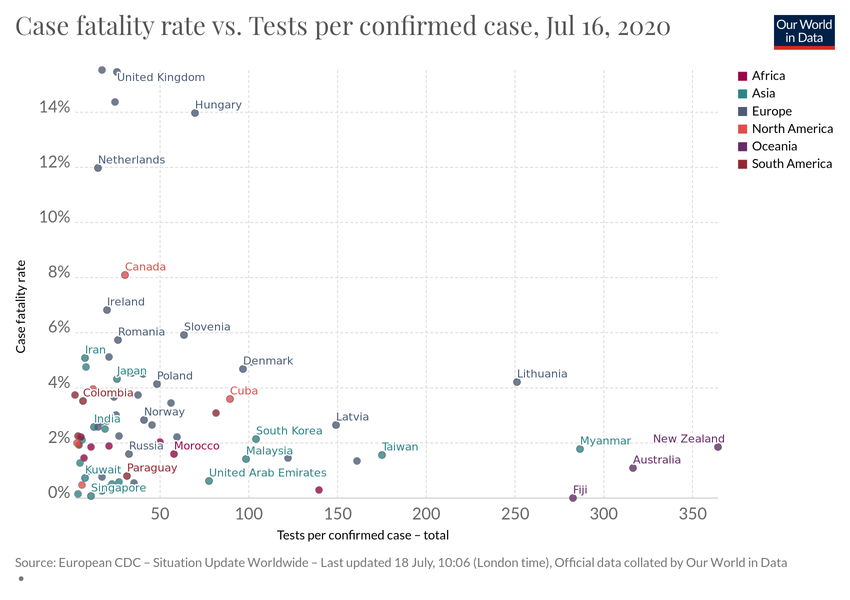 Case fatality rate vs. Tests per confirmed case, Jul 16, 2020
Our World
in Data
Africa
Asia
Europe
North America
Oceania
South America
Case fatality rate
14%
12%
10%
8%
6%
4%
2%
0%
United Kingdom
Hungary
Netherlands
Canada
Ireland
Romania
Slovenia
Iran
Japan
Poland
Denmark
Lithuania
Colombia
Cuba
India
Norway
Latvia
South Korea
Russia
Morocco
Malaysia
Taiwan
Myanmar
New Zealand
Australia
Kuwait
Paraguay
United Arab Emirates
Singapore
Fiji
50
100
150
200
250
300
350
Tests per confirmed case – total
Source: European CDC – Situation Update Worldwide – Last updated 18 July, 10:06 (London time), Official data collated by Our World in Data